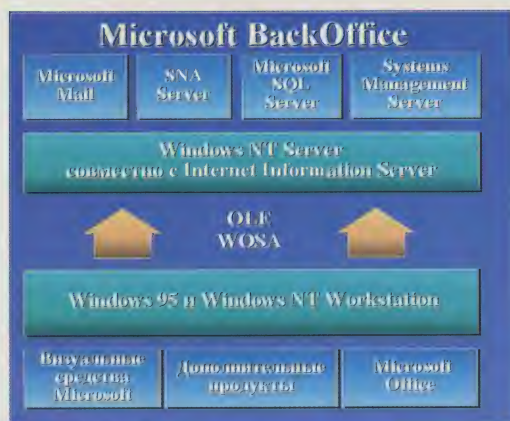 Microsoft BackOffice
Microsoft
Mail
SNA
Server
Microsoft
SQL
Server
Systems
Management
Server
Windows NT Server
совместно с Internet Information Server
OLE
WOSA
Windows 95 и Windows NT Workstation
Визуальные
средства
Microsoft
Дополнительные
продукты
Microsoft
Office